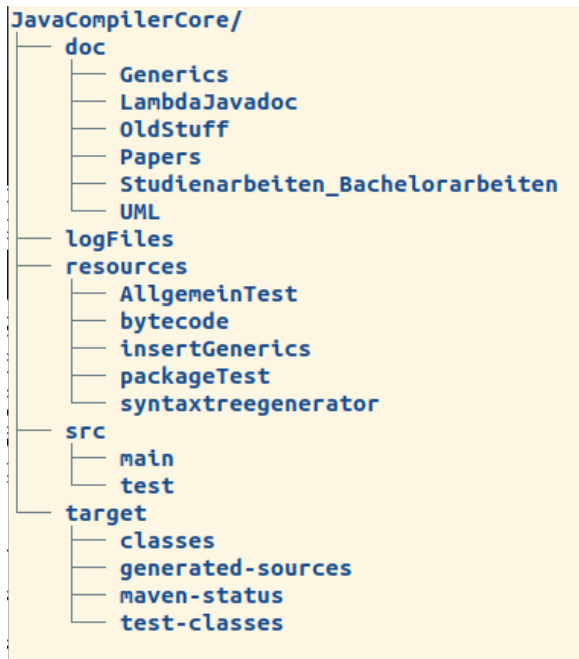 JavaCompilerCore/
doc
Generics
LambdaJavadoc
OldStuff
Papers
Studienarbeiten_Bachelorarbeiten
UML
logFiles
resources
AllgemeinTest
bytecode
insertGenerics
packageTest
syntaxtreegenerator
src
main
test
target
classes
generated-sources
maven-status
test-classes